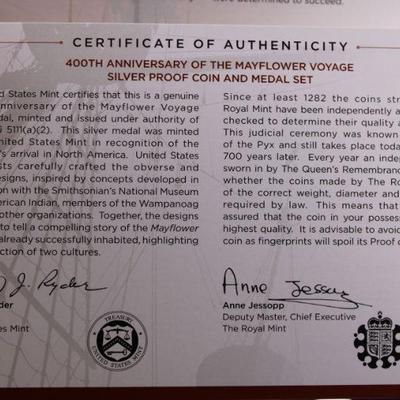 were determined to succeed.
CERTIFICATE OF AUTHENTICITY
400TH ANNIVERSARY OF THE MAYFLOWER VOYAGE
SILVER PROOF COIN AND MEDAL SET
States Mint certifies that this is a genuine
nniversary of the Mayflower Voyage
dal, minted and issued under authority of
§ 5111(a)(2). This silver medal was minted
nited States Mint in recognition of the
's arrival in North America. United States
sts carefully crafted the obverse and
esigns, inspired by concepts developed in
on with the Smithsonian's National Museum
erican Indian, members of the Wampanoag
other organizations. Together, the designs
to tell a compelling story of the Mayflower
already successfully inhabited, highlighting
ction of two cultures.
J. Ryder
der
es Mint
TREASURY
UNITED STATES MINT
Since at least 1282 the coins str
Royal Mint have been independently a
checked to determine their quality a
This judicial ceremony was known
of the Pyx and still takes place toda
700 years later. Every year an indep
sworn in by The Queen's Remembranc
whether the coins made by The Ro
of the correct weight, diameter and
required by law. This means that
assured that the coin in your possess
highest quality. It is advisable to avoid
coin as fingerprints will spoil its Proof c
Anne Jessopp
Anne Jessopp
Deputy Master, Chief Executive
The Royal Mint